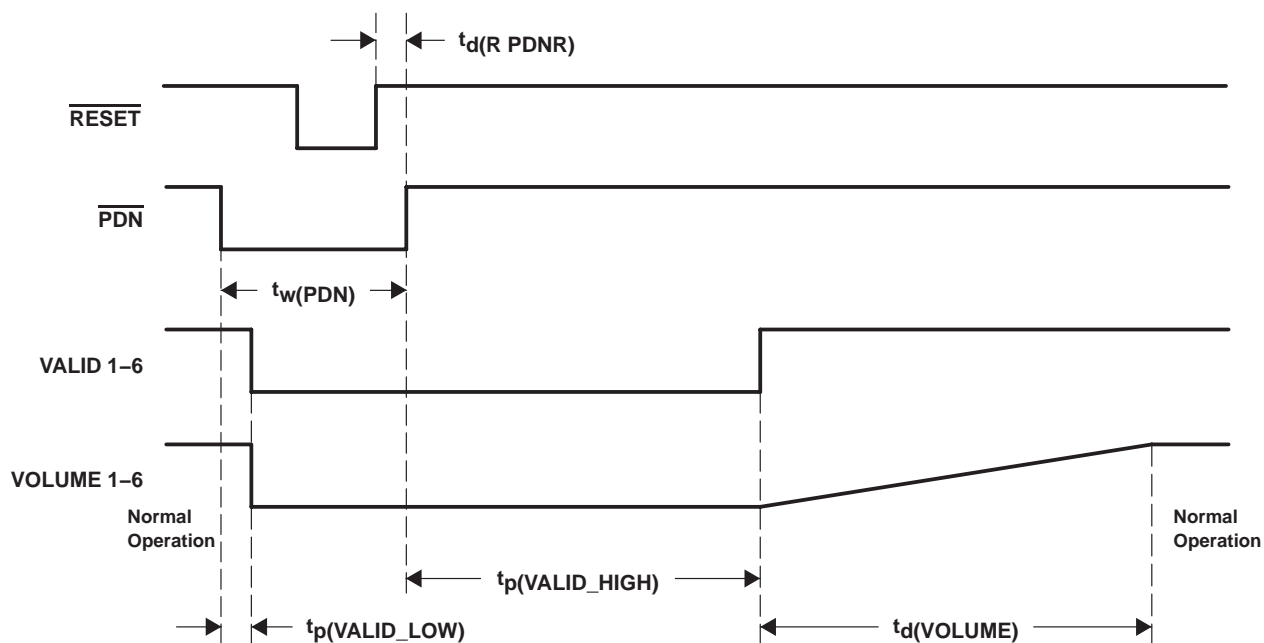 td(R PDNR)
RESET
PDN
tw(PDN)
VALID 1–6
VOLUME 1–6
Normal
Operation
Normal
Operation
tp(VALID_HIGH)
tp(VALID_LOW)
td(VOLUME)